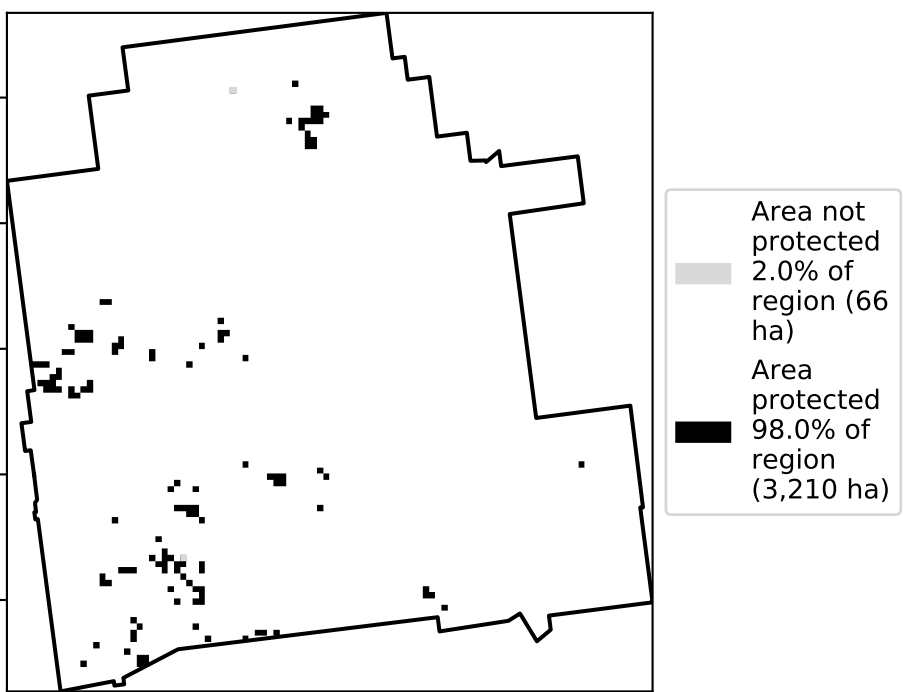 Area not
protected
2.0% of
region (66
ha)
Area
protected
98.0% of
region
(3,210 ha)